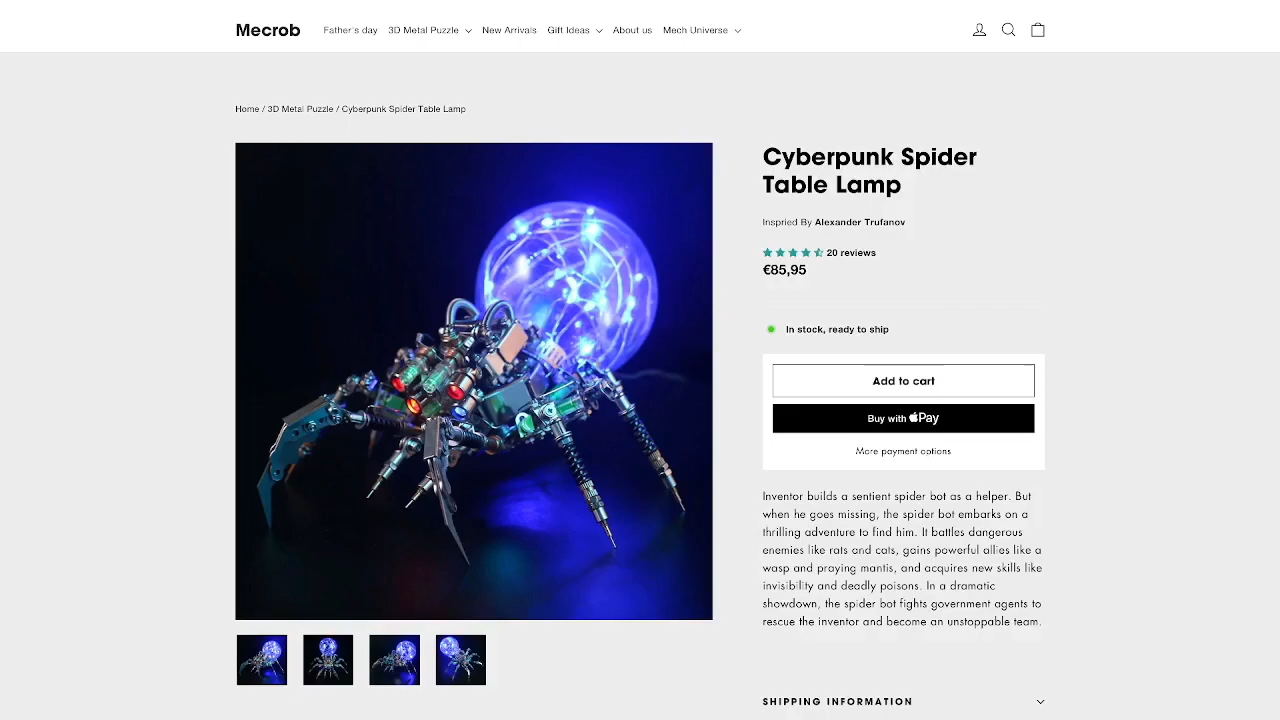 Mecrob
Father's day 3D Metal Puzzle New Arrivals Gift Ideas About us Mech Universe
Home / 3D Metal Puzzle / Cyberpunk Spider Table Lamp
Cyberpunk Spider
Table Lamp
Inspried By Alexander Trufanov
20 reviews
€85,95
In stock, ready to ship
Add to cart
Buy with Pay
More payment options
Inventor builds a sentient spider bot as a helper. But
when he goes missing, the spider bot embarks on a
thrilling adventure to find him. It battles dangerous
enemies like rats and cats, gains powerful allies like a
wasp and praying mantis, and acquires new skills like
invisibility and deadly poisons. In a dramatic
showdown, the spider bot fights government agents to
rescue the inventor and become an unstoppable team.
SHIPPING INFORMATION